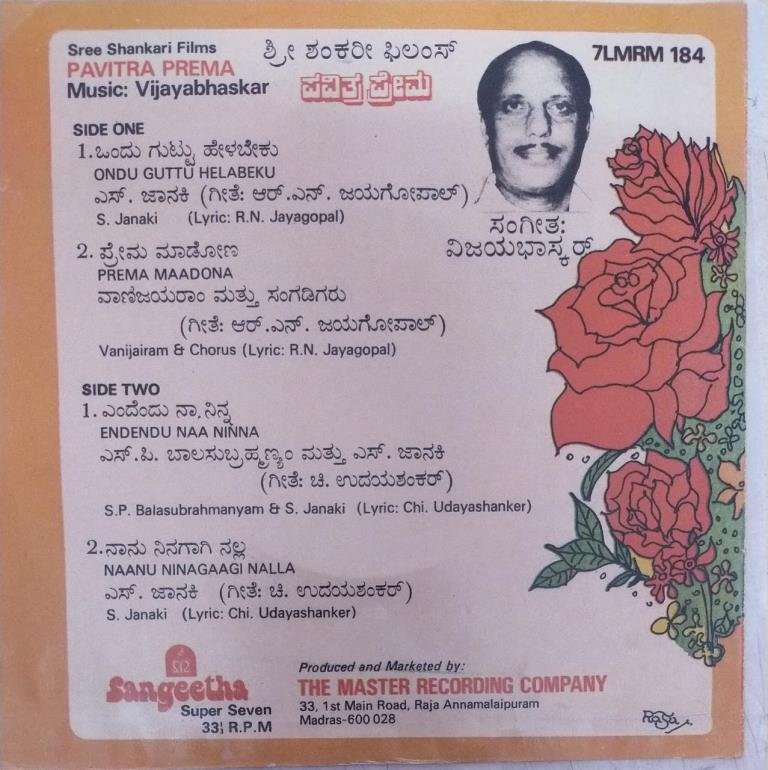 Sree Shankari Films ಶ್ರೀ ಶಂಕರೀ ಫಿಲಂಸ್ 7LMRM 184
PAVITRA PREMA
ಪವಿತ್ರ ಪ್ರೇಮ
Music: Vijayabhaskar
SIDE ONE
1. ಒಂದು ಗುಟ್ಟು ಹೇಳಬೇಕು
ONDU GUTTU HELABEKU
ಎಸ್. ಜಾನಕಿ (ಗೀತೆ: ಆರ್.ಎನ್. ಜಯಗೋಪಾಲ್)
S. Janaki (Lyric: R.N. Jayagopal)
ಸಂಗೀತ:
ವಿಜಯಭಾಸ್ಕರ್
2. ಪ್ರೇಮ ಮಾಡೋಣ
PREMA MAADONA
ವಾಣಿಜಯರಾಂ ಮತ್ತು ಸಂಗಡಿಗರು
(ಗೀತೆ: ಆರ್.ಎನ್. ಜಯಗೋಪಾಲ್)
Vanijairam & Chorus (Lyric: R.N. Jayagopal)
SIDE TWO
1. ಎಂದೆಂದು ನಾ, ನಿನ್ನ
ENDENDU NAA NINNA
ಎಸ್.ಪಿ. ಬಾಲಸುಬ್ರಹ್ಮಣ್ಯಂ ಮತ್ತು ಎಸ್. ಜಾನಕಿ
(ಗೀತೆ: ಚಿ. ಉದಯಶಂಕರ್)
S.P. Balasubrahmanyam & S. Janaki (Lyric: Chi. Udayashanker)
2. ನಾನು ನಿನಗಾಗಿ ನಲ್ಲ
NAANU NINAGAAGI NALLA
ಎಸ್. ಜಾನಕಿ (ಗೀತೆ: ಚಿ. ಉದಯಶಂಕರ್)
S. Janaki (Lyric: Chi. Udayashanker)
Sangeetha
Super Seven
33⅓ R.P.M
Produced and Marketed by:
THE MASTER RECORDING COMPANY
33, 1st Main Road, Raja Annamalaipuram
Madras-600 028